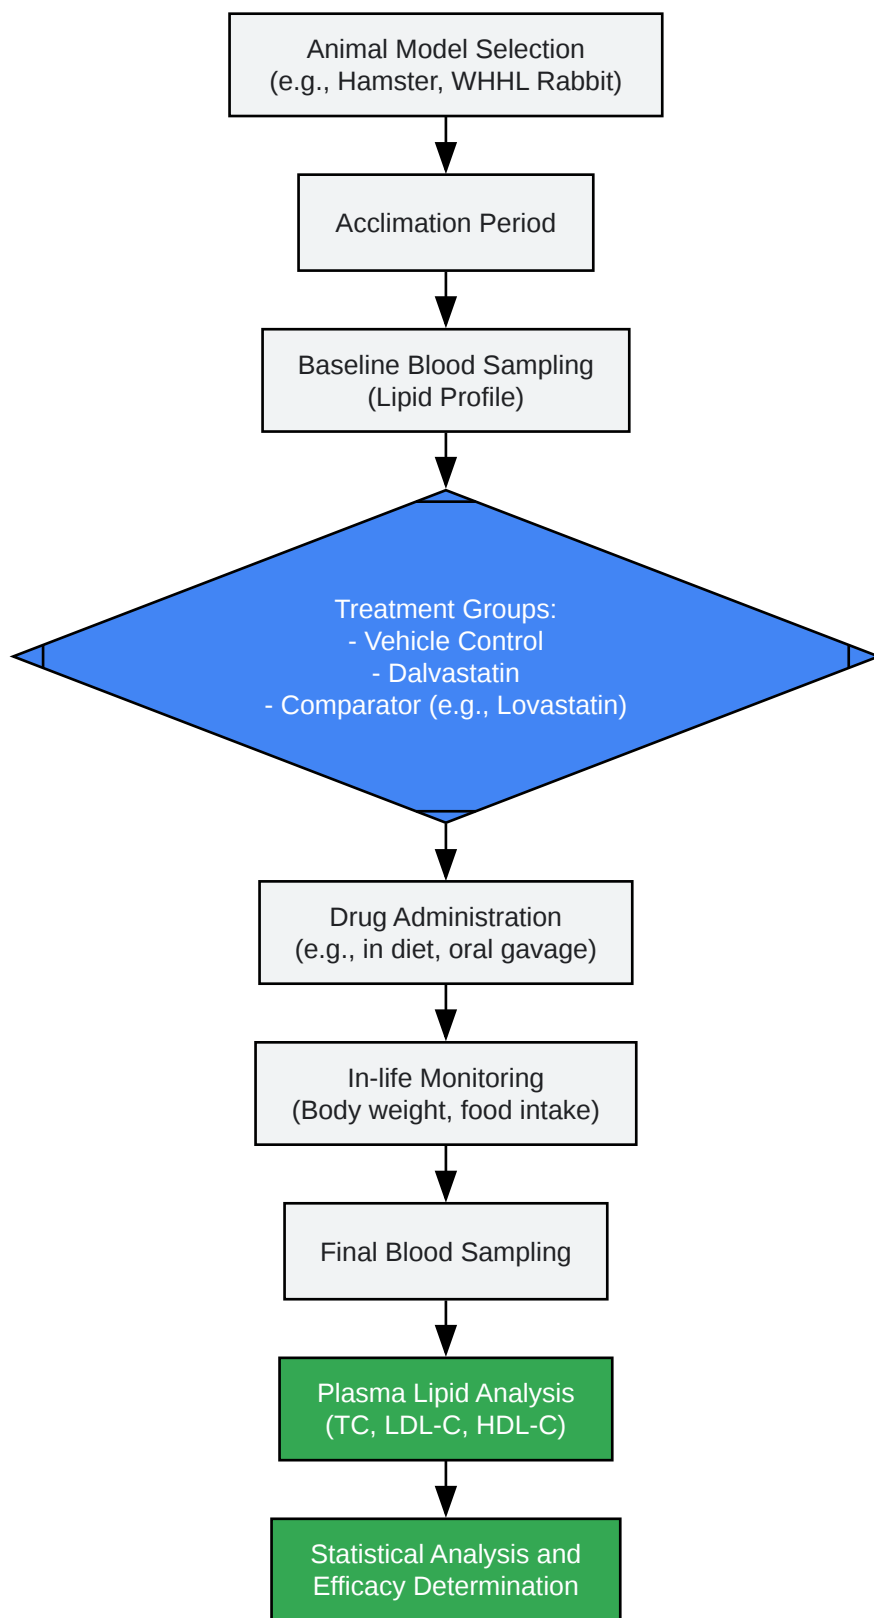 Animal Model Selection
(e.g., Hamster, WHHL Rabbit)
Acclimation Period
Baseline Blood Sampling
(Lipid Profile)
Treatment Groups:
- Vehicle Control
- Dalvastatin
- Comparator (e.g., Lovastatin)
Drug Administration
(e.g., in diet, oral gavage)
In-life Monitoring
(Body weight, food intake)
Final Blood Sampling
Plasma Lipid Analysis
(TC, LDL-C, HDL-C)
Statistical Analysis and
Efficacy Determination